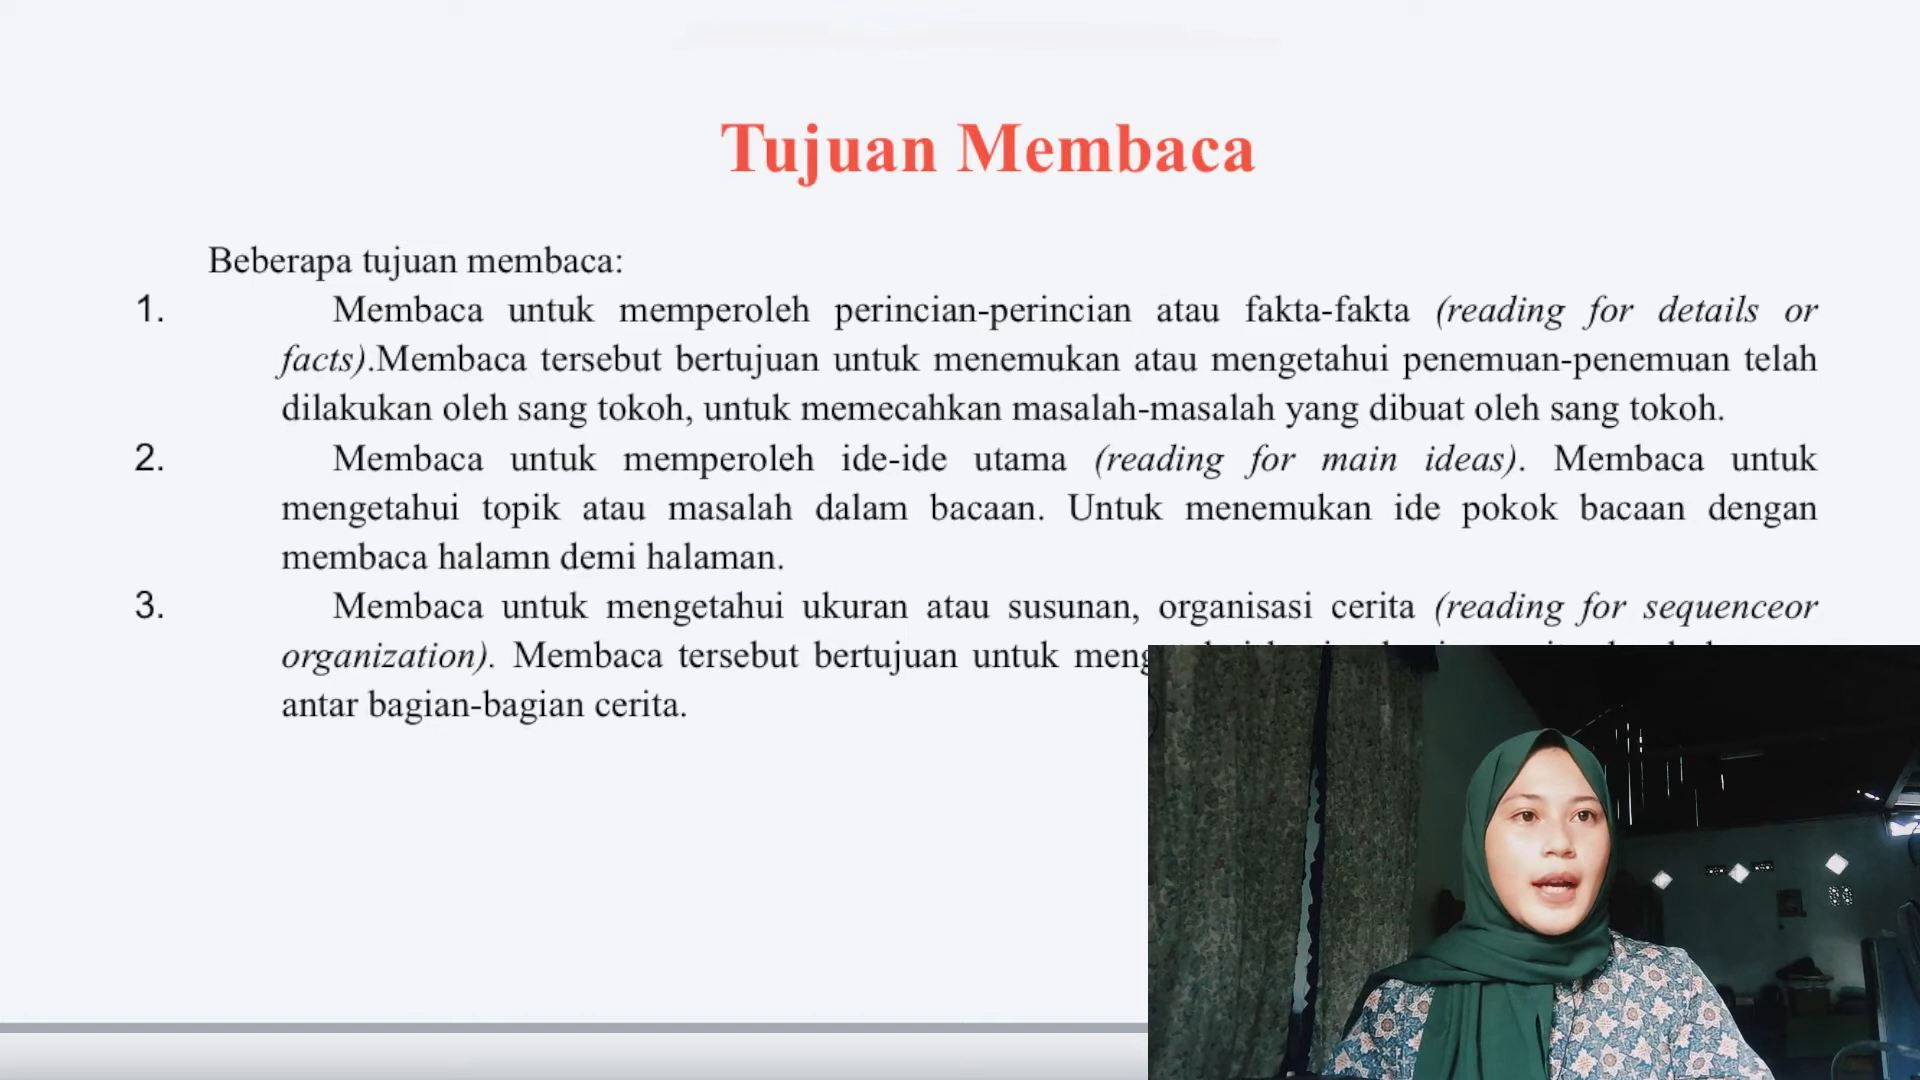 Tujuan Membaca
Beberapa tujuan membaca:
1. Membaca untuk memperoleh perincian-perincian atau fakta-fakta (reading for details or
facts).Membaca tersebut bertujuan untuk menemukan atau mengetahui penemuan-penemuan telah
dilakukan oleh sang tokoh, untuk memecahkan masalah-masalah yang dibuat oleh sang tokoh.
2. Membaca untuk memperoleh ide-ide utama (reading for main ideas). Membaca untuk
mengetahui topik atau masalah dalam bacaan. Untuk menemukan ide pokok bacaan dengan
membaca halamn demi halaman.
3. Membaca untuk mengetahui ukuran atau susunan, organisasi cerita (reading for sequenceor
organization). Membaca tersebut bertujuan untuk
antar bagian-bagian cerita.